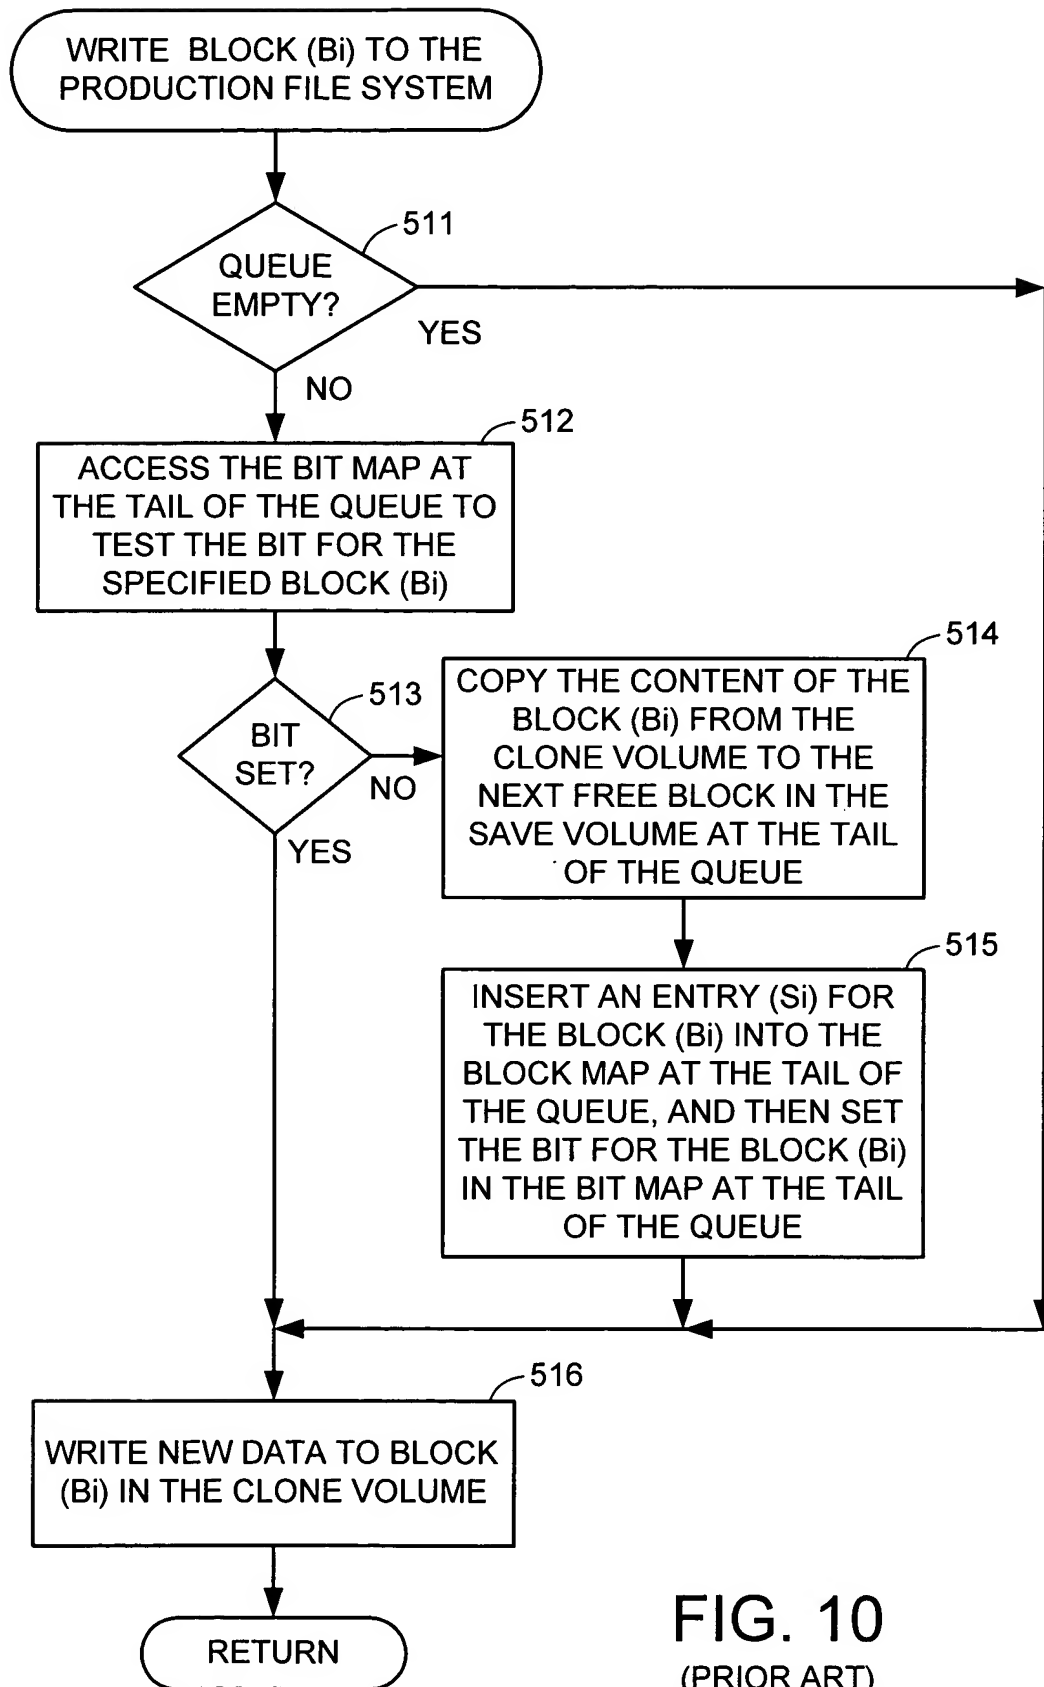 WRITE BLOCK (Bi) TO THE
PRODUCTION FILE SYSTEM
511
QUEUE
EMPTY?
YES
NO
512
ACCESS THE BIT MAP AT
THE TAIL OF THE QUEUE TO
TEST THE BIT FOR THE
SPECIFIED BLOCK (Bi)
513
BIT
SET?
NO
YES
514
COPY THE CONTENT OF THE
BLOCK (Bi) FROM THE
CLONE VOLUME TO THE
NEXT FREE BLOCK IN THE
SAVE VOLUME AT THE TAIL
OF THE QUEUE
515
INSERT AN ENTRY (Si) FOR
THE BLOCK (Bi) INTO THE
BLOCK MAP AT THE TAIL OF
THE QUEUE, AND THEN SET
THE BIT FOR THE BLOCK (Bi)
IN THE BIT MAP AT THE TAIL
OF THE QUEUE
516
WRITE NEW DATA TO BLOCK
(Bi) IN THE CLONE VOLUME
RETURN
FIG. 10
(PRIOR ART)